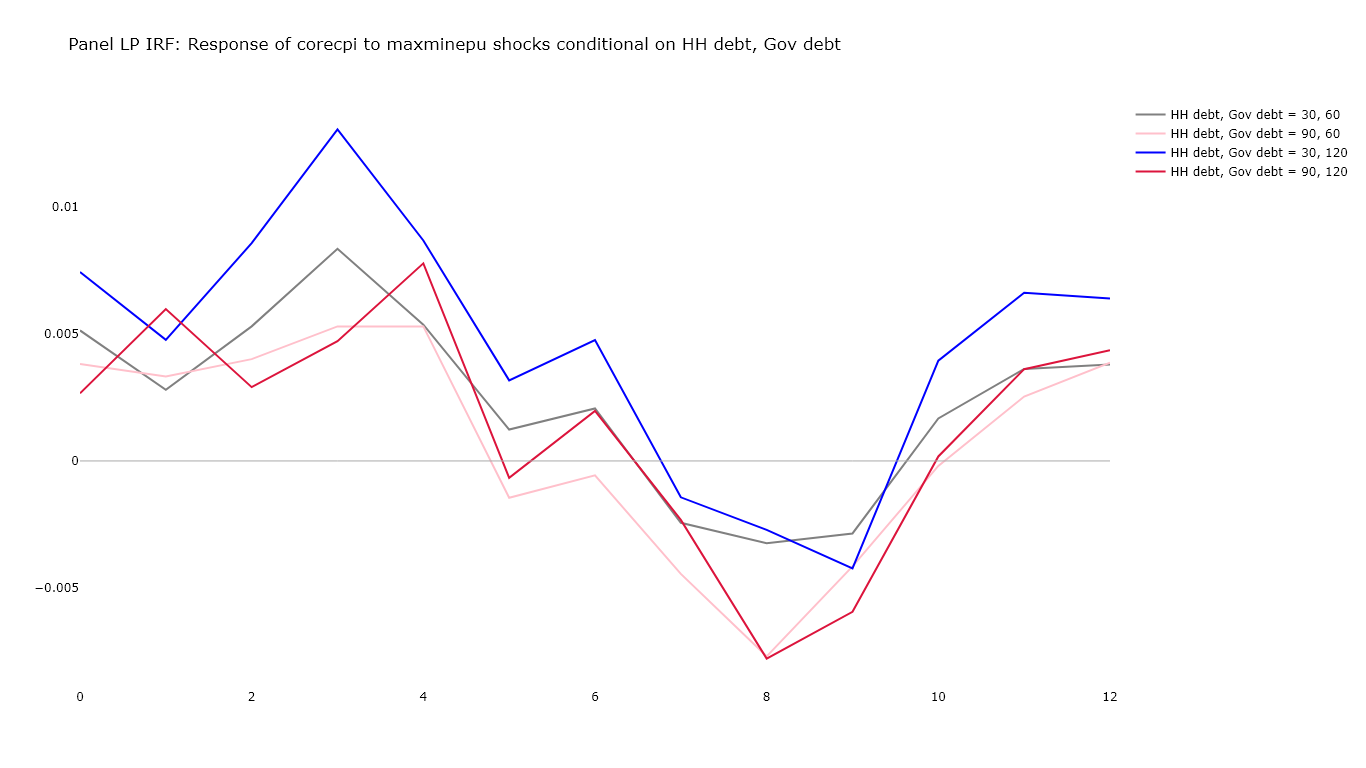 Panel LP IRF: Response of corecpi to maxminepu shocks conditional on HH debt, Gov debt
HH debt, Gov debt = 30, 60
HH debt, Gov debt = 90, 60
HH debt, Gov debt = 30, 120
HH debt, Gov debt = 90, 120
0.01
0.005
0
−0.005
0 2 4 6 8 10 12